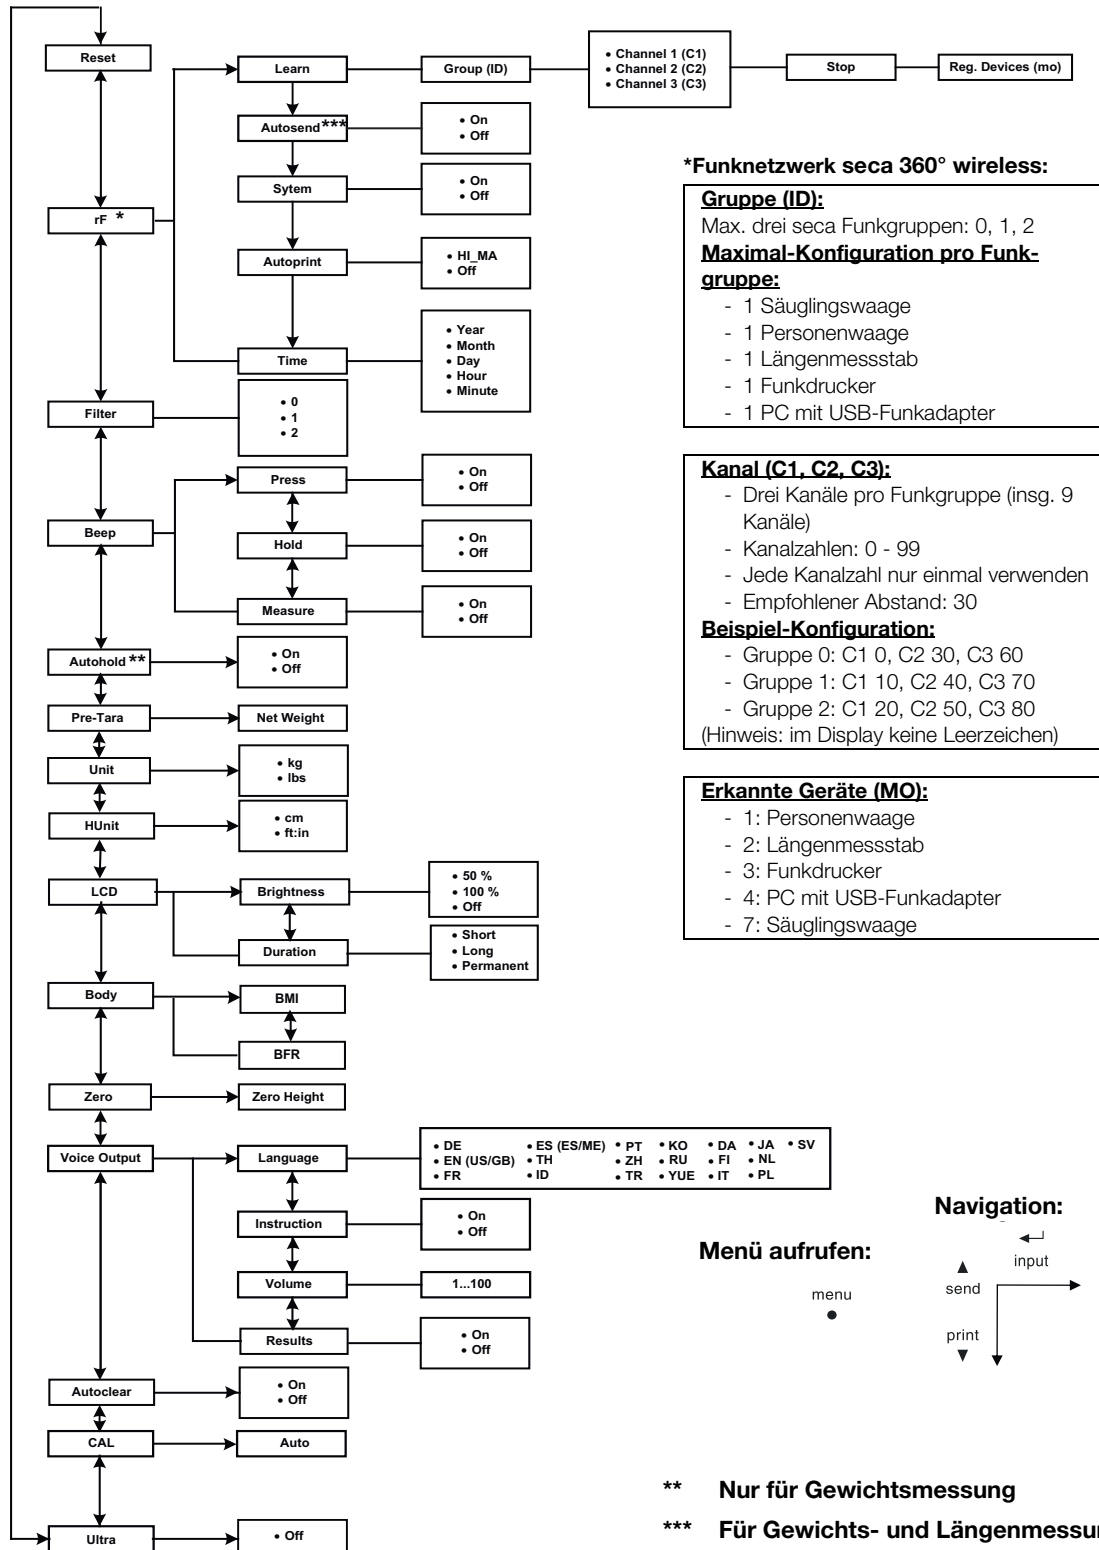 Reset
Learn
Group (ID)
• Channel 1 (C1)
• Channel 2 (C2)
• Channel 3 (C3)
Stop
Reg. Devices (mo)
Autosend***
• On
• Off
Sytem
• On
• Off
rF *
Autoprint
• HI_MA
• Off
Time
• Year
• Month
• Day
• Hour
• Minute
Filter
• 0
• 1
• 2
Beep
Press
• On
• Off
Hold
• On
• Off
Measure
• On
• Off
Autohold **
• On
• Off
Pre-Tara
Net Weight
Unit
• kg
• lbs
HUnit
• cm
• ft:in
LCD
Brightness
• 50 %
• 100 %
• Off
Duration
• Short
• Long
• Permanent
Body
BMI
BFR
Zero
Zero Height
Voice Output
Language
• DE • ES (ES/ME) • PT • KO • DA • JA • SV
• EN (US/GB) • TH • ZH • RU • FI • NL
• FR • ID • TR • YUE • IT • PL
Instruction
• On
• Off
Volume
1...100
Results
• On
• Off
Autoclear
• On
• Off
CAL
Auto
Ultra
• Off
*Funknetzwerk seca 360° wireless:
Gruppe (ID):
Max. drei seca Funkgruppen: 0, 1, 2
Maximal-Konfiguration pro Funk-
gruppe:
- 1 Säuglingswaage
- 1 Personenwaage
- 1 Längenmessstab
- 1 Funkdrucker
- 1 PC mit USB-Funkadapter
Kanal (C1, C2, C3):
- Drei Kanäle pro Funkgruppe (insg. 9
Kanäle)
- Kanalzahlen: 0 - 99
- Jede Kanalzahl nur einmal verwenden
- Empfohlener Abstand: 30
Beispiel-Konfiguration:
- Gruppe 0: C1 0, C2 30, C3 60
- Gruppe 1: C1 10, C2 40, C3 70
- Gruppe 2: C1 20, C2 50, C3 80
(Hinweis: im Display keine Leerzeichen)
Erkannte Geräte (MO):
- 1: Personenwaage
- 2: Längenmessstab
- 3: Funkdrucker
- 4: PC mit USB-Funkadapter
- 7: Säuglingswaage
Menü aufrufen:
menu
Navigation:
input
send
print
** Nur für Gewichtsmessung
*** Für Gewichts- und Längenmessun